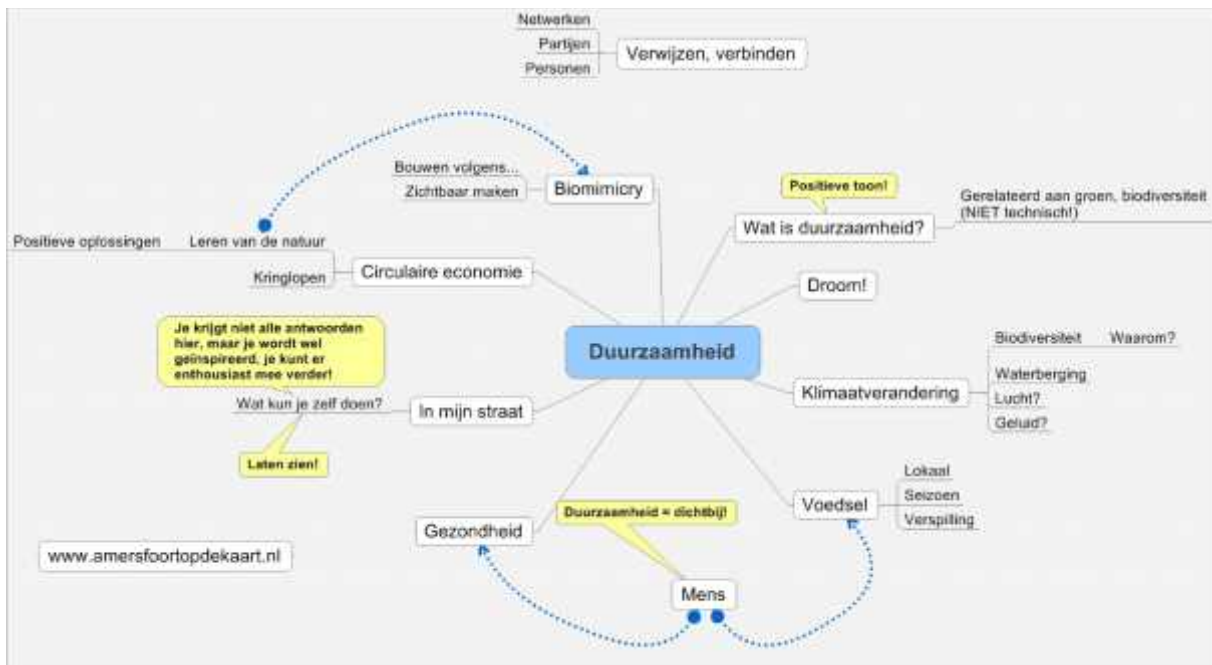 Netwerken
Partijen
Personen
Verwijzen, verbinden
Bouwen volgens...
Zichtbaar maken
Biomimicry
Positieve toon!
Wat is duurzaamheid?
Gerelateerd aan groen, biodiversiteit
(NIET technisch!)
Positieve oplossingen
Leren van de natuur
Kringlopen
Circulaire economie
Droom!
Je krijgt niet alle antwoorden
hier, maar je wordt wel
geïnspireerd, je kunt er
enthousiast mee verder!
Duurzaamheid
Biodiversiteit
Waarom?
Waterberging
Lucht?
Geluid?
Klimaatverandering
Wat kun je zelf doen?
In mijn straat
Laten zien!
Lokaal
Seizoen
Verspilling
Voedsel
Duurzaamheid = dichtbij!
Gezondheid
www.amersfoortopdekaart.nl
Mens